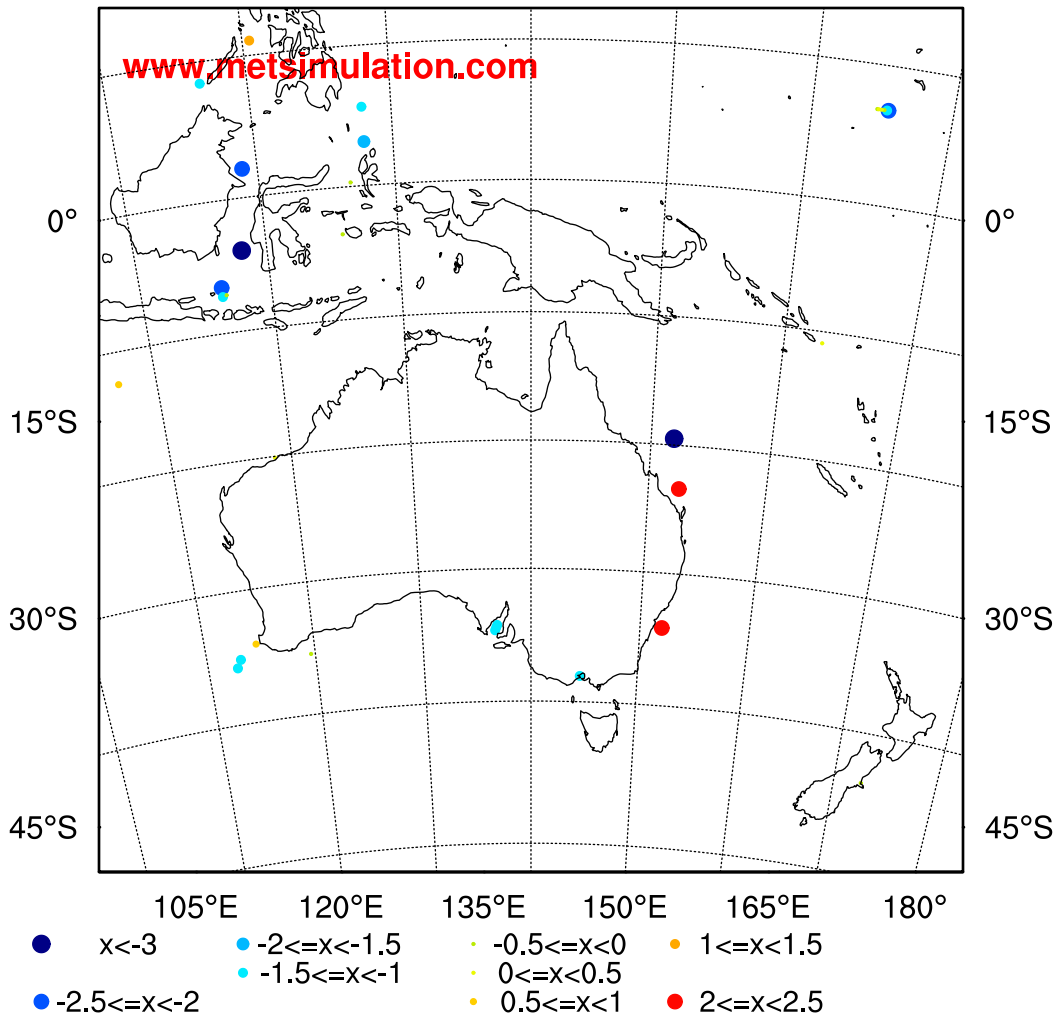 www.metsimulation.com
0° 0°
15°S 15°S
30°S 30°S
45°S 45°S
105°E 120°E 135°E 150°E 165°E 180°
x<-3 -2<=x<-1.5 -0.5<=x<0 1<=x<1.5
-1.5<=x<-1 0<=x<0.5
-2.5<=x<-2 0.5<=x<1 2<=x<2.5